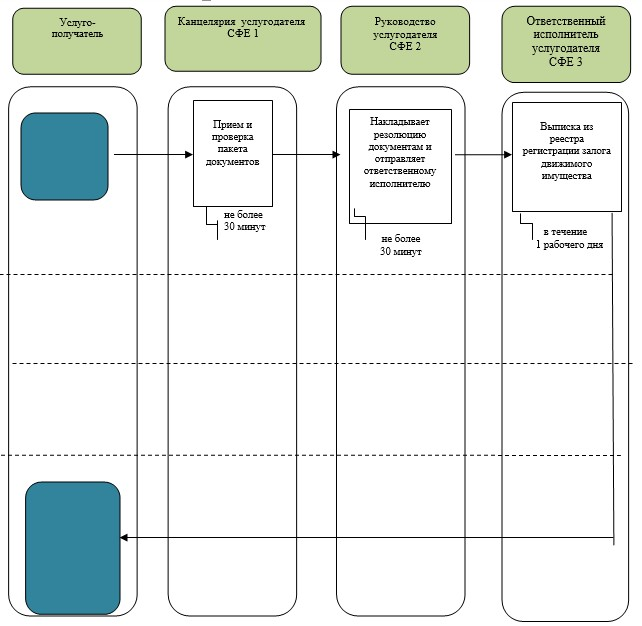 Услуго-
получатель
Канцелярия услугодателя
СФЕ 1
Руководство
услугодателя
СФЕ 2
Ответственный
исполнитель
услугодателя
СФЕ 3
Прием и
проверка
пакета
документов
не более
30 минут
Накладывает
резолюцию
документам и
отправляет
ответственному
исполнителю
не более
30 минут
Выписка из
реестра
регистрации залога
движимого
имущества
в течение
1 рабочего дня